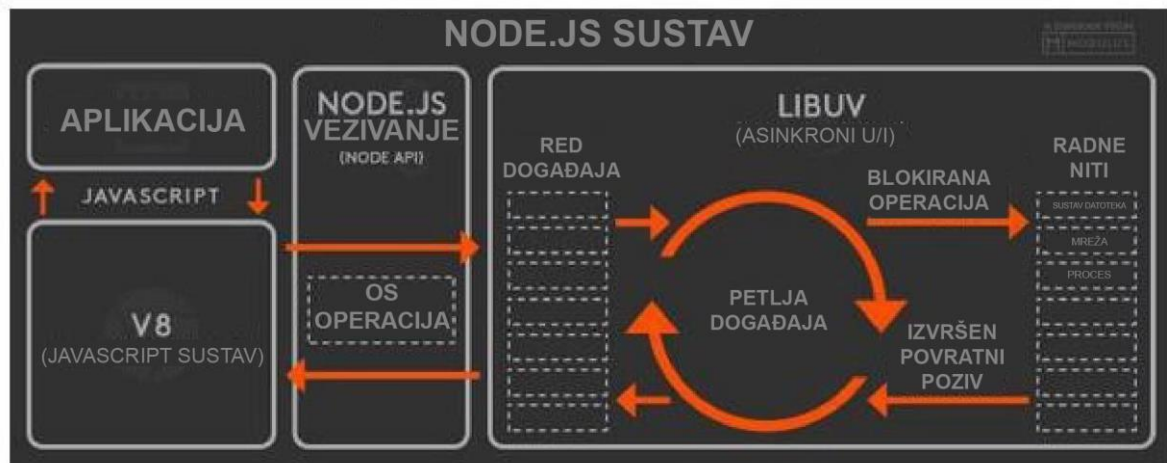 NODE.JS SUSTAV
APLIKACIJA
JAVASCRIPT
V8
(JAVASCRIPT SUSTAV)
NODE.JS
VEZIVANJE
(NODE API)
OS
OPERACIJA
LIBUV
(ASINKRONI U/I)
RED
DOGAĐAJA
PETLJA
DOGAĐAJA
BLOKIRANA
OPERACIJA
IZVRŠEN
POVRATNI
POZIV
RADNE
NITI
SUSTAV DATOTEKA
MREŽA
PROCES